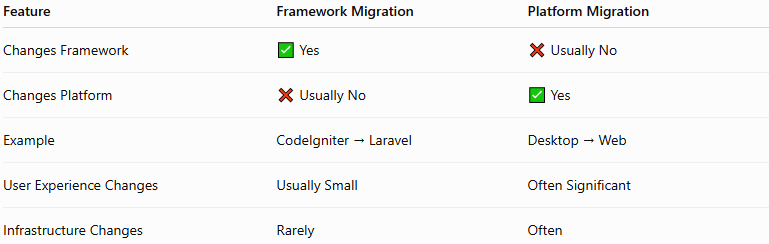 Feature Framework Migration Platform Migration
Changes Framework ✅ Yes ❌ Usually No
Changes Platform ❌ Usually No ✅ Yes
Example CodeIgniter → Laravel Desktop → Web
User Experience Changes Usually Small Often Significant
Infrastructure Changes Rarely Often